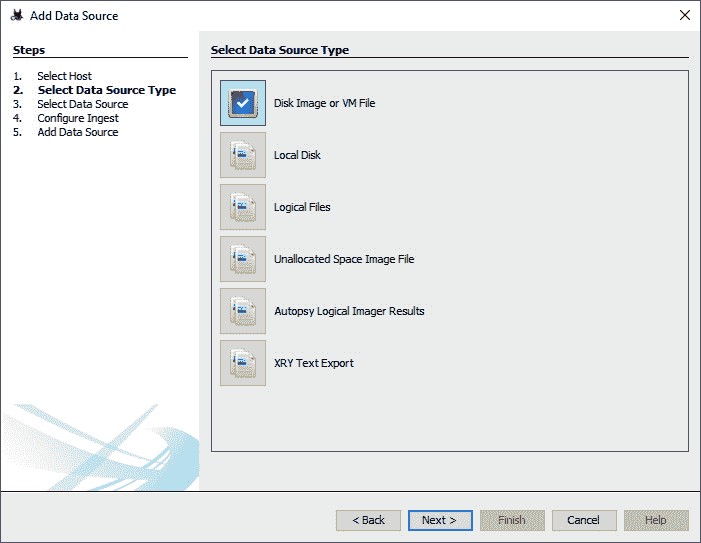 Add Data Source
Steps
1. Select Host
2. Select Data Source Type
3. Select Data Source
4. Configure Ingest
5. Add Data Source
Select Data Source Type
Disk Image or VM File
Local Disk
Logical Files
Unallocated Space Image File
Autopsy Logical Imager Results
XRY Text Export
< Back
Next >
Finish
Cancel
Help